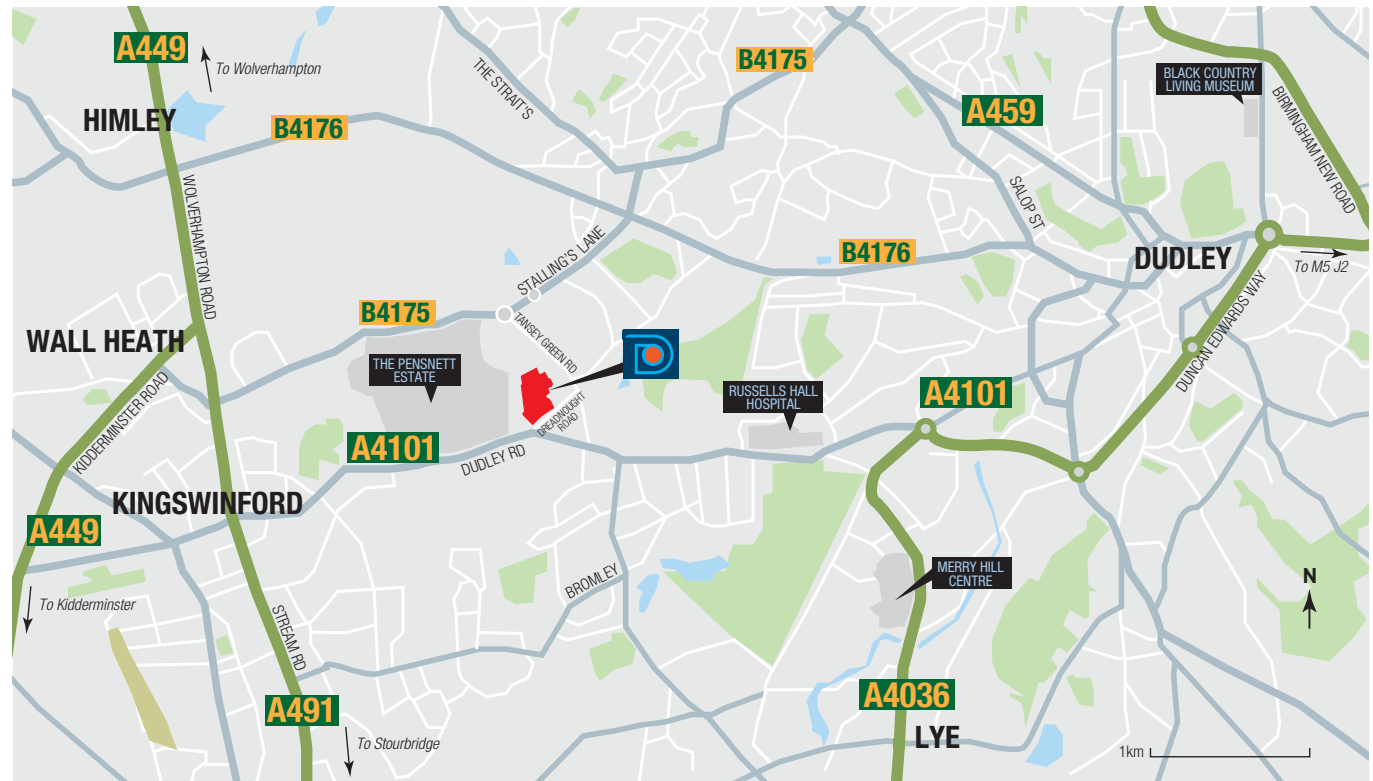 A449
To Wolverhampton
THE STRAIT'S
B4175
BLACK COUNTRY
LIVING MUSEUM
A459
HIMLEY
B4176
BIRMINGHAM NEW ROAD
WOLVERHAMPTON ROAD
SALOP ST
STALLING'S LANE
B4176
DUDLEY
To M5 J2
B4175
TANSEY GREEN RD
DUNCAN EDWARDS WAY
WALL HEATH
THE PENSNETT
ESTATE
RUSSELLS HALL
HOSPITAL
A4101
KIDDERMINSTER ROAD
DREADNOUGHT
ROAD
A4101
DUDLEY RD
KINGSWINFORD
A449
BROMLEY
MERRY HILL
CENTRE
N
To Kidderminster
STREAM RD
A4036
A491
LYE
To Stourbridge
1km